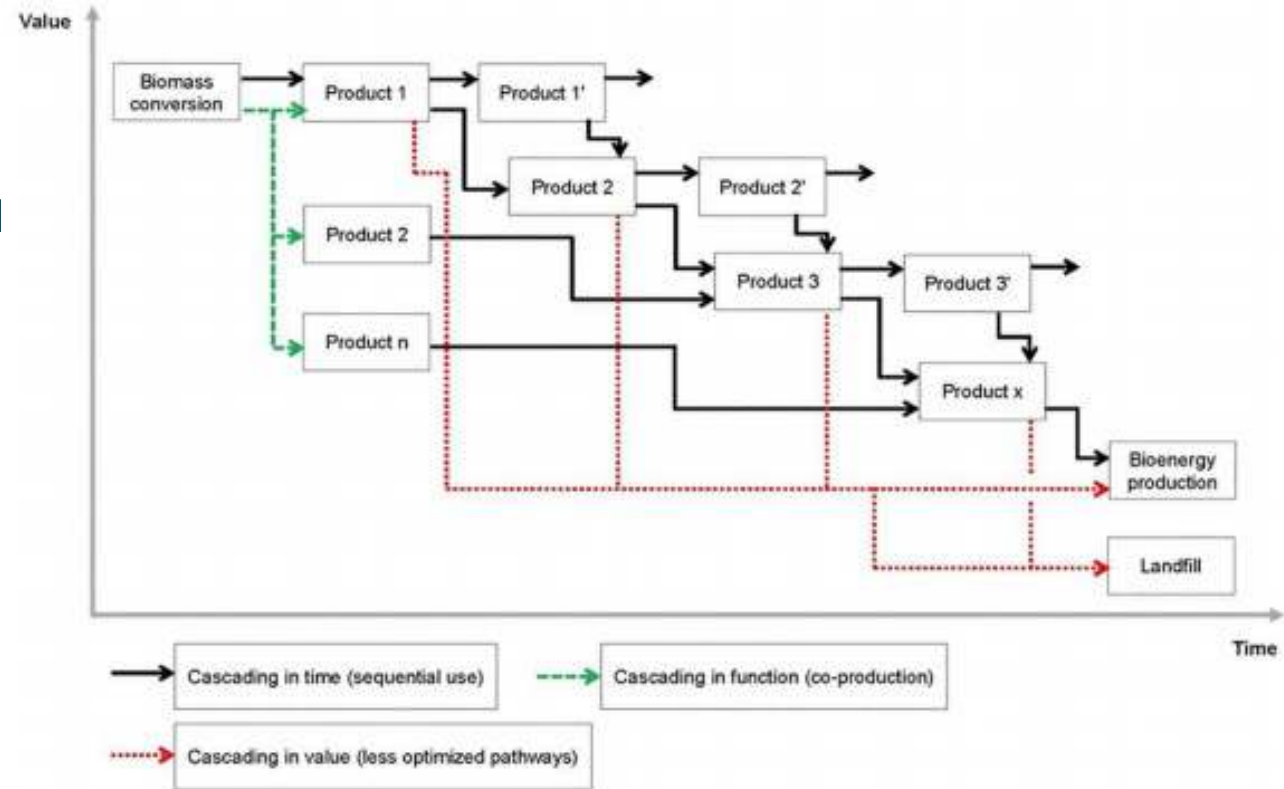 Value
Biomass
conversion
Product 1
Product 1'
Product 2
Product 2'
Product 2
Product 3
Product 3'
Product n
Product x
Bioenergy
production
Landfill
Time
Cascading in time (sequential use)
Cascading in function (co-production)
Cascading in value (less optimized pathways)